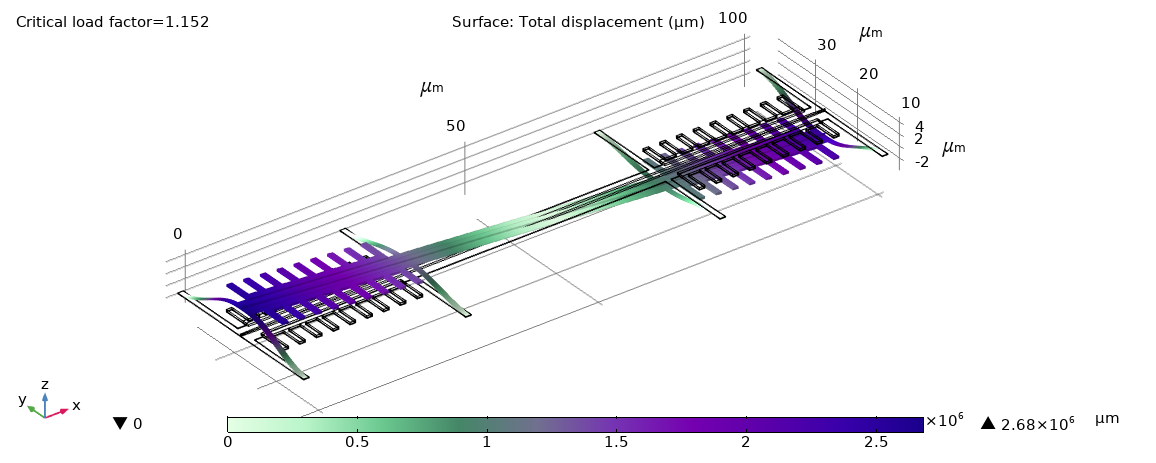 Critical load factor=1.152
Surface: Total displacement (μm)
100
μm
30
20
10
4
2
-2
μm
μm
50
0
z
y
x
▼ 0
0
0.5
1
1.5
2
2.5
×10⁶
▲ 2.68×10⁶
μm